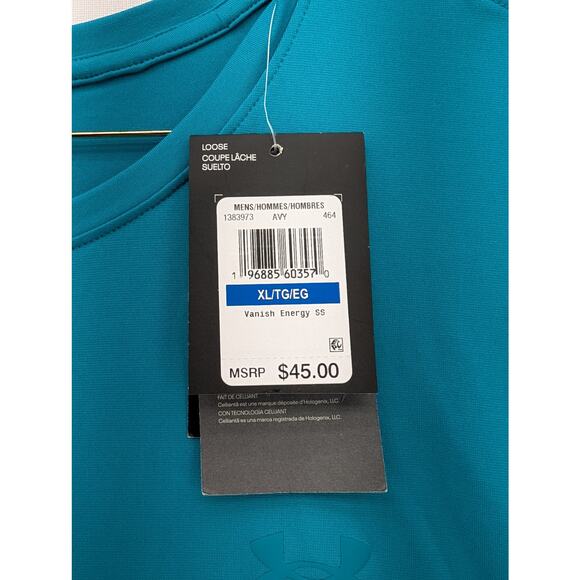 LOOSE
COUPE LÂCHE
SUELTO
MENS/HOMMES/HOMBRES
1383973 AVY 464
1 96885 60357 0
XL/TG/EG
Vanish Energy SS
MSRP $45.00
FAIT DE CELLIANT
Celliantâ est une marque déposée d'Hologenix, LLC.
CON TECNOLOGÍA CELLIANT
Celliantâ es una marca registrada de Hologenix, LLC.